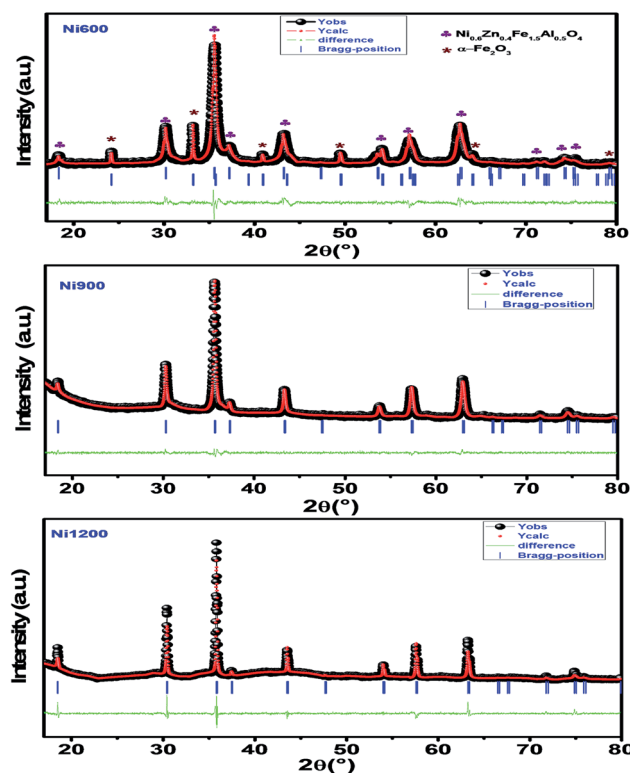 Ni600
Yobs
Ycalc
difference
Bragg-position
♣ Ni0.6Zn0.4Fe1.5Al0.5O4
* α–Fe2O3
Intensity (a.u.)
20 30 40 50 60 70 80
2θ(°)
Ni900
Yobs
Ycalc
difference
Bragg-position
Intensity (a.u.)
20 30 40 50 60 70 80
2θ(°)
Ni1200
Yobs
Ycalc
difference
Bragg-position
Intensity (a.u.)
20 30 40 50 60 70 80
2θ(°)